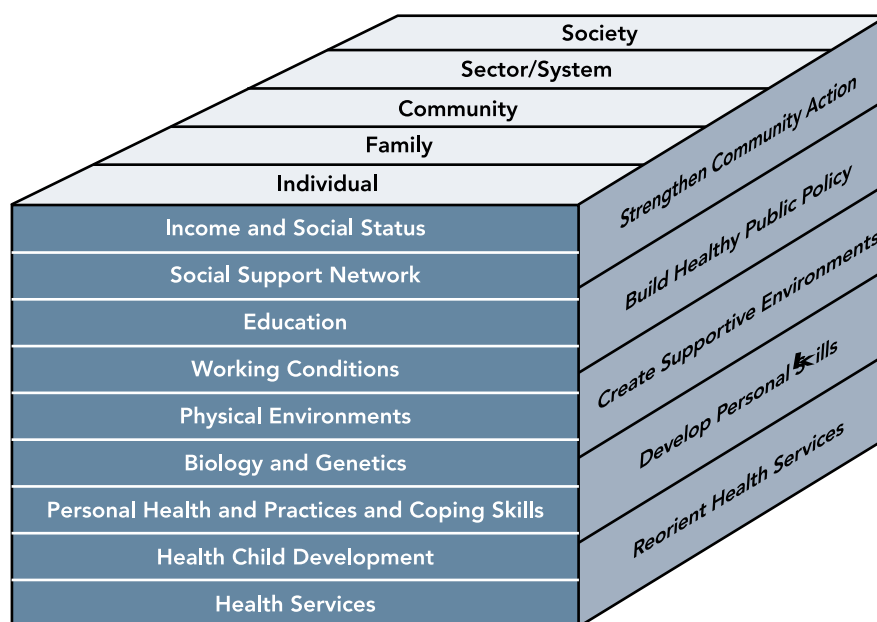 Society
Sector/System
Community
Family
Individual
Income and Social Status
Social Support Network
Education
Working Conditions
Physical Environments
Biology and Genetics
Personal Health and Practices and Coping Skills
Health Child Development
Health Services
Strengthen Community Action
Build Healthy Public Policy
Create Supportive Environments
Develop Personal Skills
Reorient Health Services